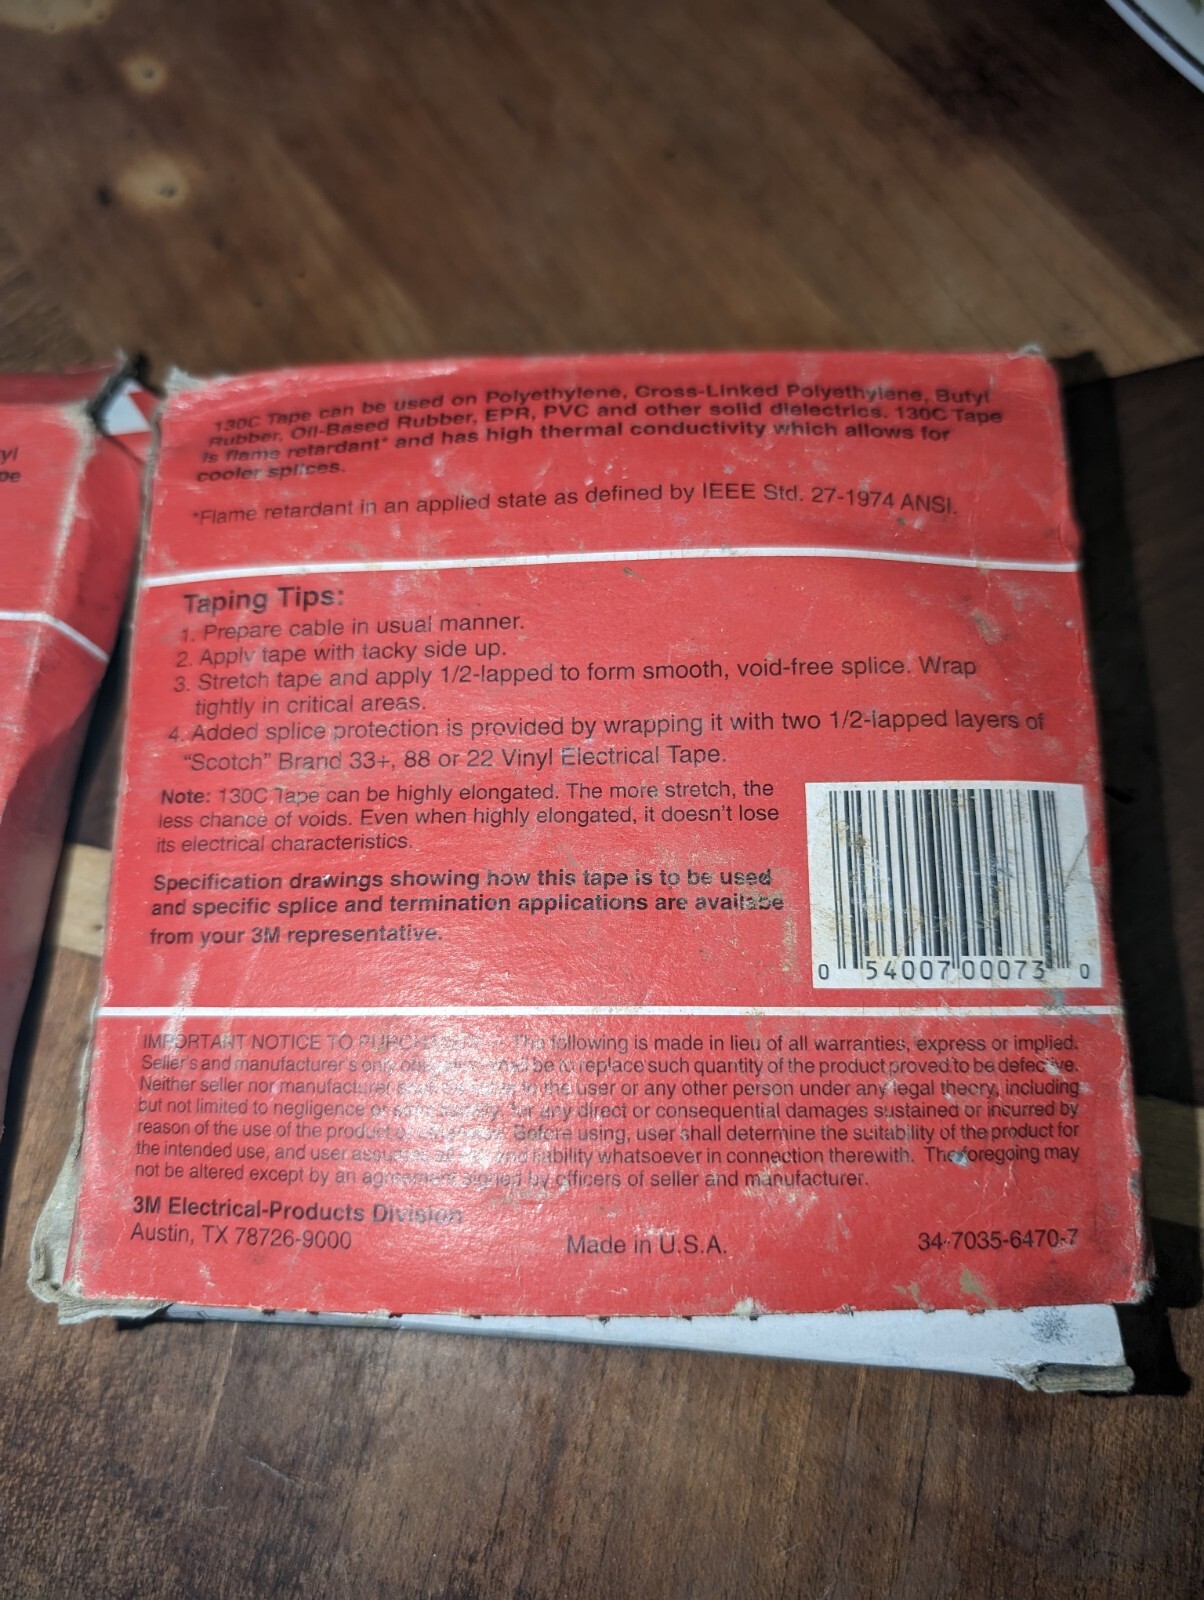 yl
pe
130C Tape can be used on Polyethylene, Cross-Linked Polyethylene, Butyl
Rubber, Oil-Based Rubber, EPR, PVC and other solid dielectrics. 130C Tape
is flame retardant* and has high thermal conductivity which allows for
cooler splices.
*Flame retardant in an applied state as defined by IEEE Std. 27-1974 ANSI.
Taping Tips:
1. Prepare cable in usual manner.
2. Apply tape with tacky side up.
3. Stretch tape and apply 1/2-lapped to form smooth, void-free splice. Wrap
tightly in critical areas.
4. Added splice protection is provided by wrapping it with two 1/2-lapped layers of
"Scotch" Brand 33+, 88 or 22 Vinyl Electrical Tape.
Note: 130C Tape can be highly elongated. The more stretch, the
less chance of voids. Even when highly elongated, it doesn't lose
its electrical characteristics.
Specification drawings showing how this tape is to be used
and specific splice and termination applications are available
from your 3M representative.
0 54007 00073 0
IMPORTANT NOTICE TO The following is made in lieu of all warranties, express or implied.
Seller's and manufacturer's only be to replace such quantity of the product proved to be defective.
Neither seller nor manufacturer to the user or any other person under any legal theory, including
but not limited to negligence or any direct or consequential damages sustained or incurred by
reason of the use of the product Before using, user shall determine the suitability of the product for
the intended use, and user and liability whatsoever in connection therewith. The foregoing may
not be altered except by an agreement signed by officers of seller and manufacturer.
3M Electrical-Products Division
Austin, TX 78726-9000
Made in U.S.A.
34-7035-6470-7